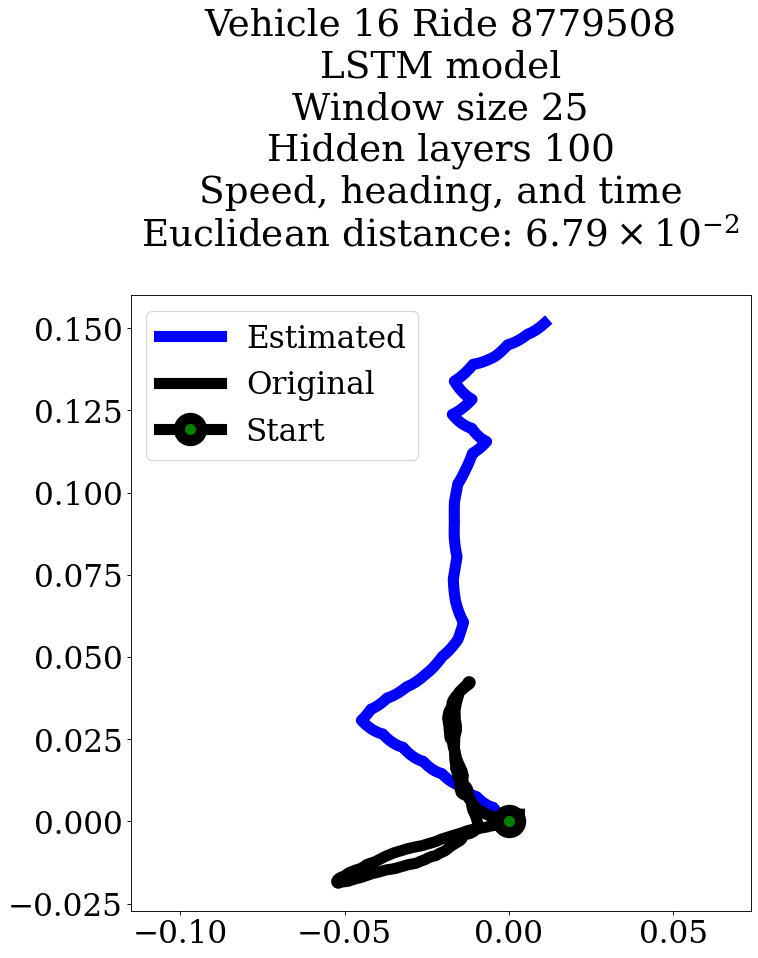 Vehicle 16 Ride 8779508
LSTM model
Window size 25
Hidden layers 100
Speed, heading, and time
Euclidean distance: 6.79 × 10⁻²
Estimated
Original
Start
0.150
0.125
0.100
0.075
0.050
0.025
0.000
−0.025
−0.10 −0.05 0.00 0.05